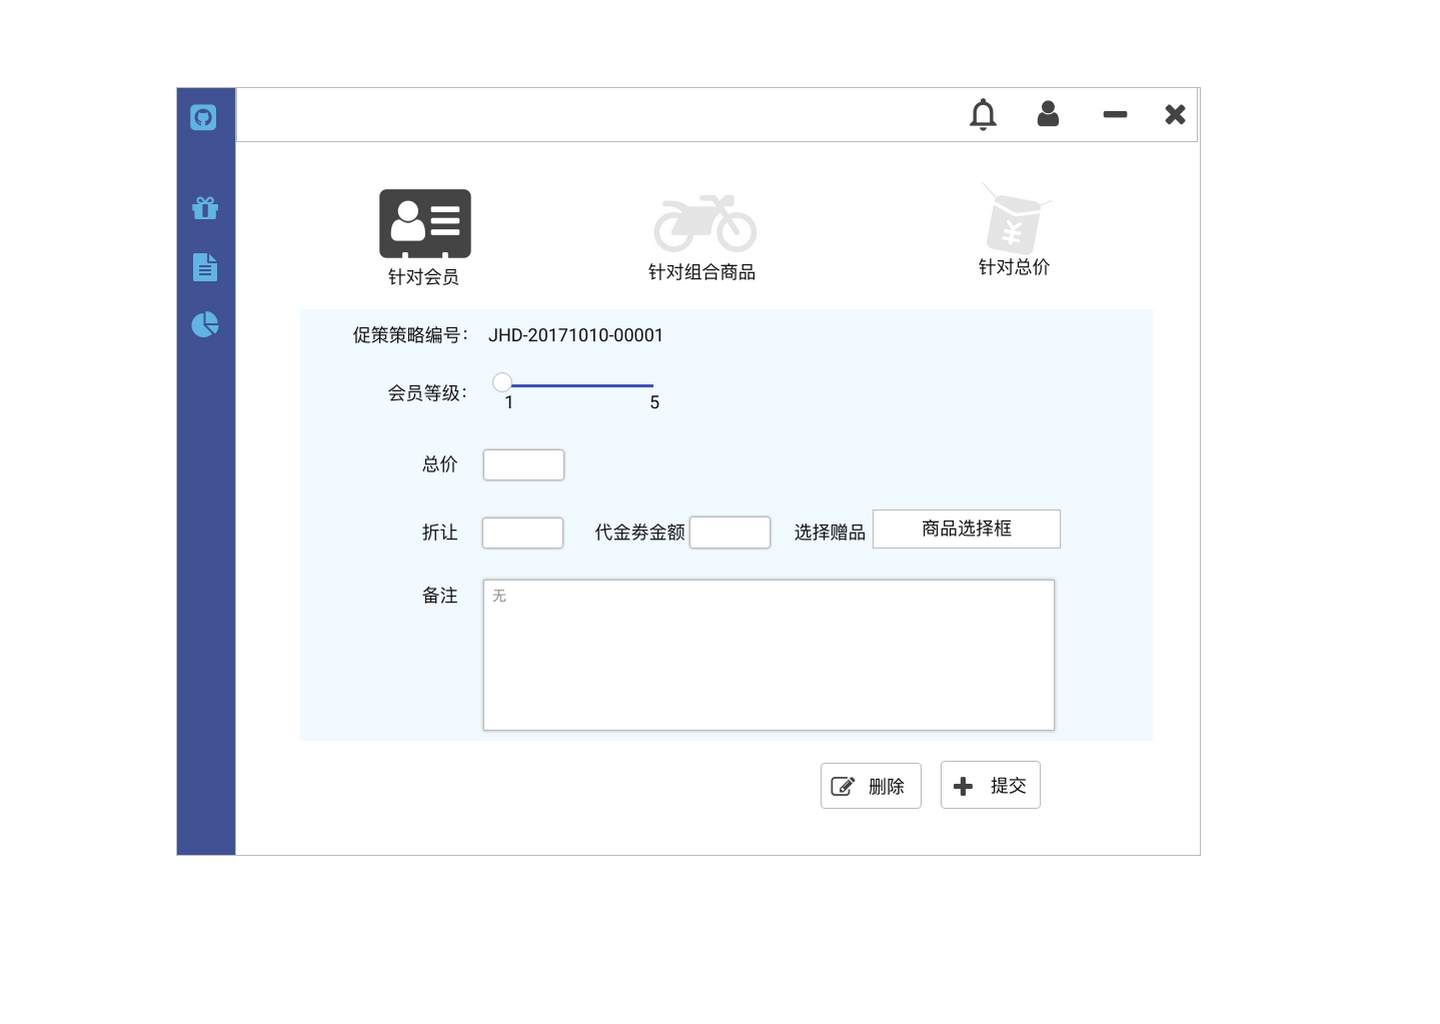 针对会员
针对组合商品
针对总价
促策策略编号： JHD-20171010-00001
会员等级：
1 5
总价
折让 代金劵金额 选择赠品 商品选择框
备注 无
删除 提交